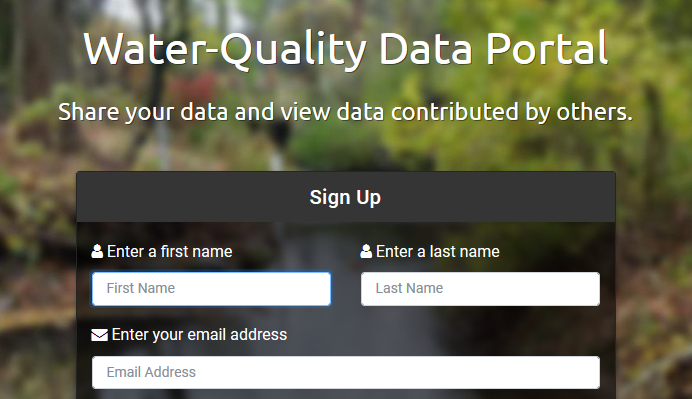 Water-Quality Data Portal
Share your data and view data contributed by others.
Sign Up
Enter a first name
Enter a last name
First Name
Last Name
Enter your email address
Email Address